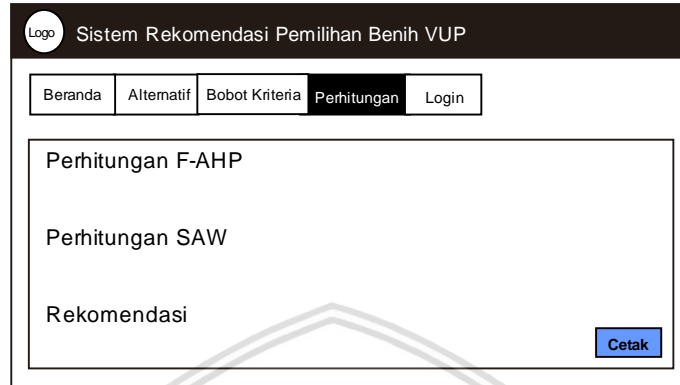 Logo Sistem Rekomendasi Pemilihan Benih VUP
Beranda Alternatif Bobot Kriteria Perhitungan Login
Perhitungan F-AHP
Perhitungan SAW
Rekomendasi
Cetak